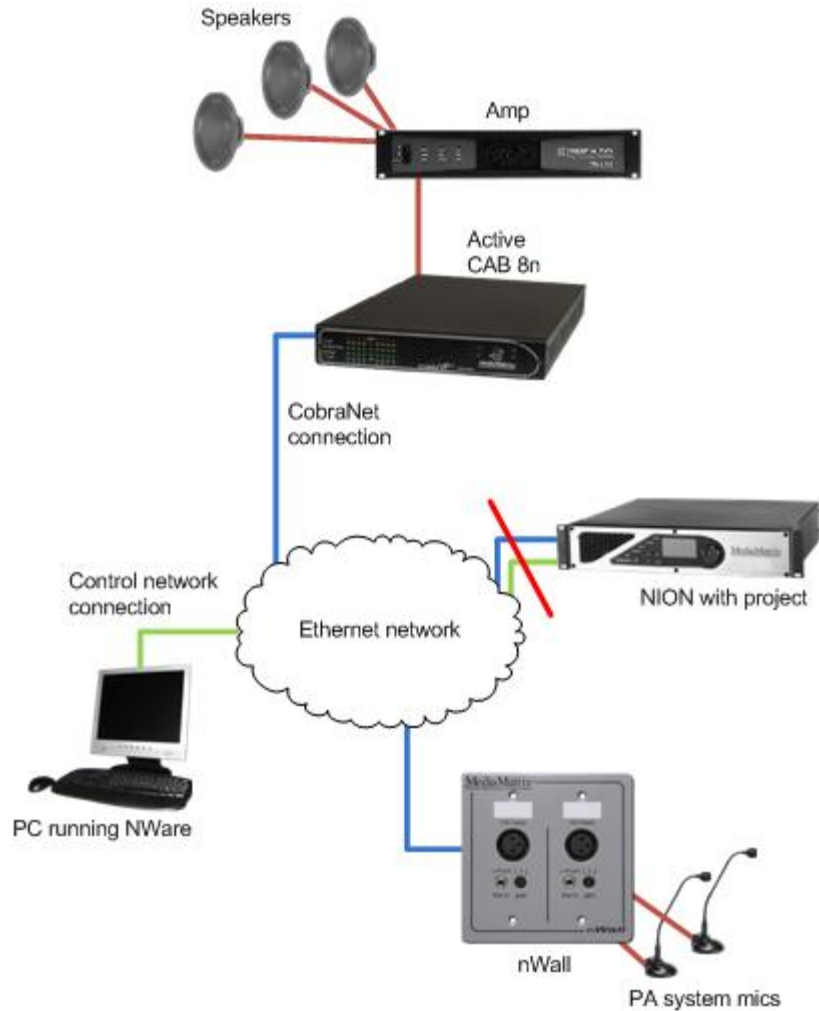 Speakers
Amp
Active
CAB 8n
CobraNet
connection
Control network
connection
Ethernet network
MediaMatrix
NION with project
PC running NWare
MediaMatrix
nWall
PA system mics